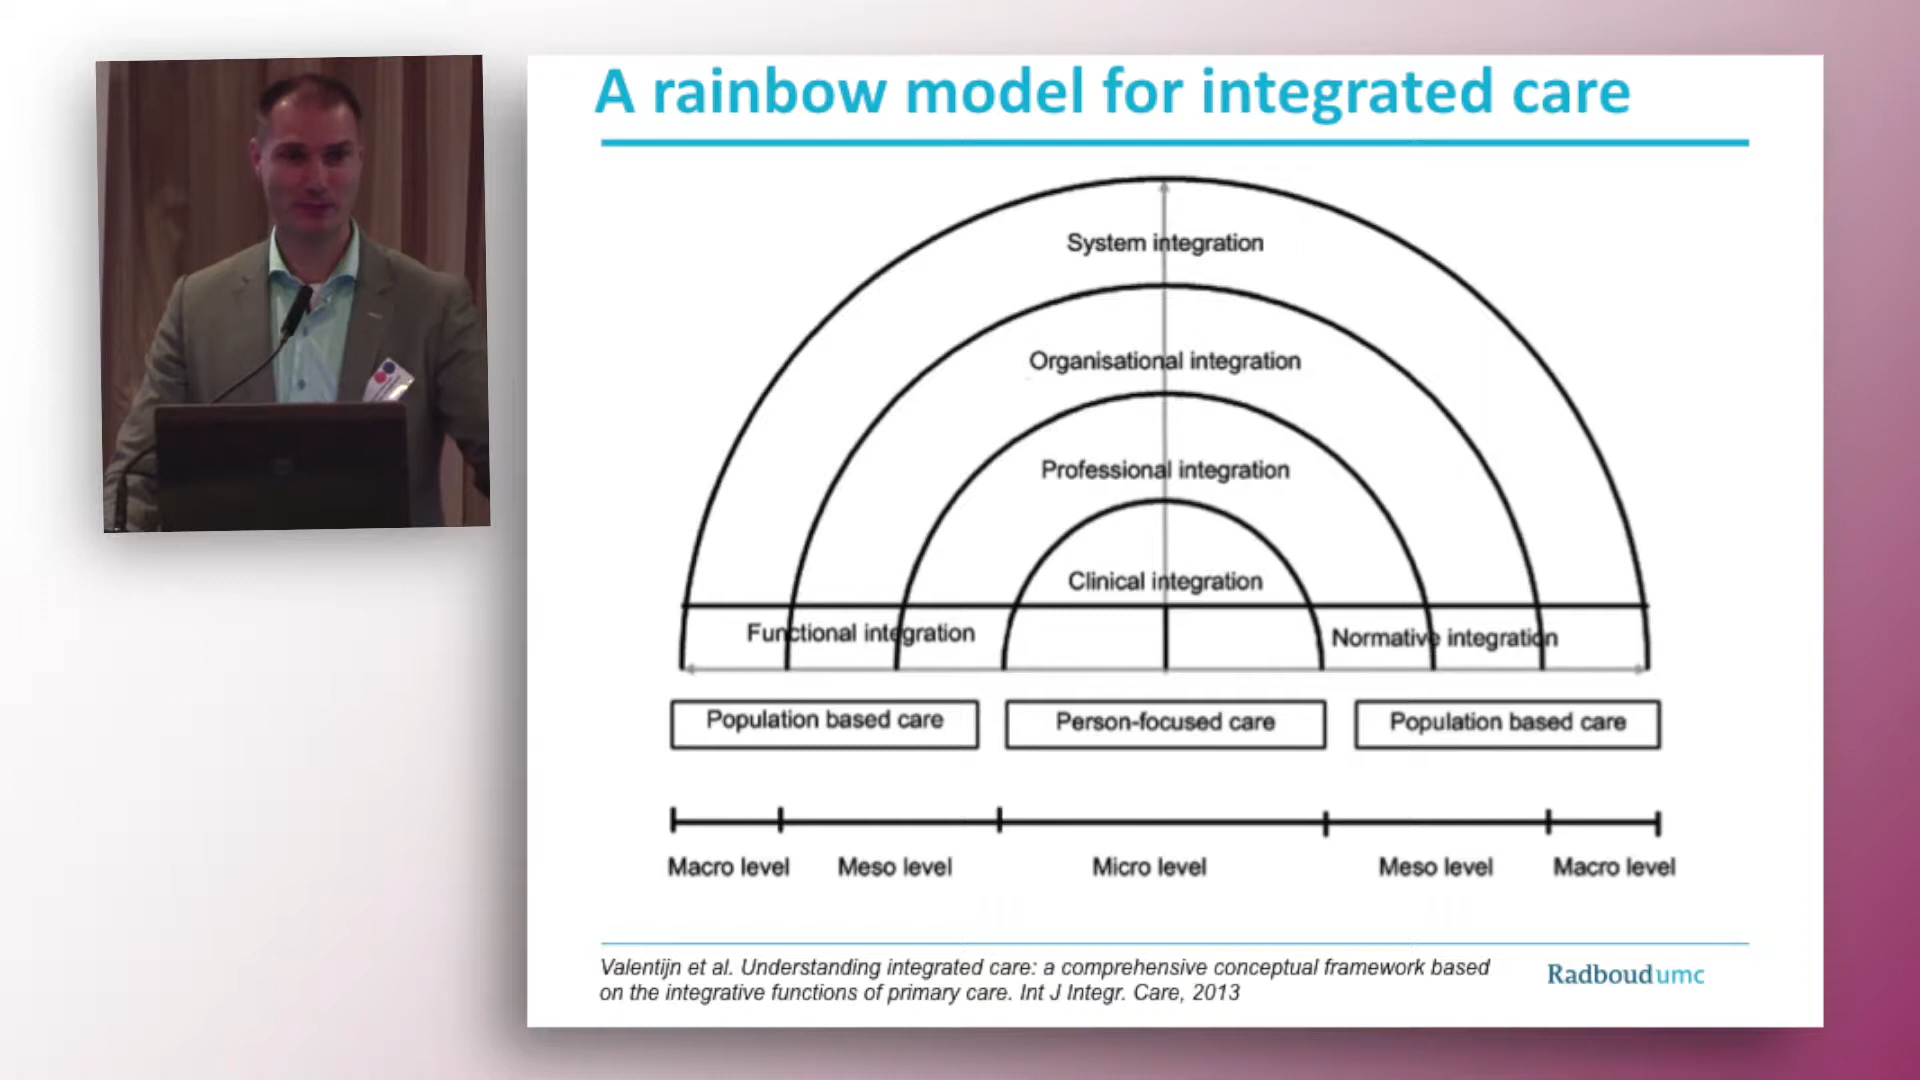 A rainbow model for integrated care
System integration
Organisational integration
Professional integration
Clinical integration
Functional integration
Normative integration
Population based care
Person-focused care
Population based care
Macro level
Meso level
Micro level
Meso level
Macro level
Valentijn et al. Understanding integrated care: a comprehensive conceptual framework based
on the integrative functions of primary care. Int J Integr. Care, 2013
Radboudumc